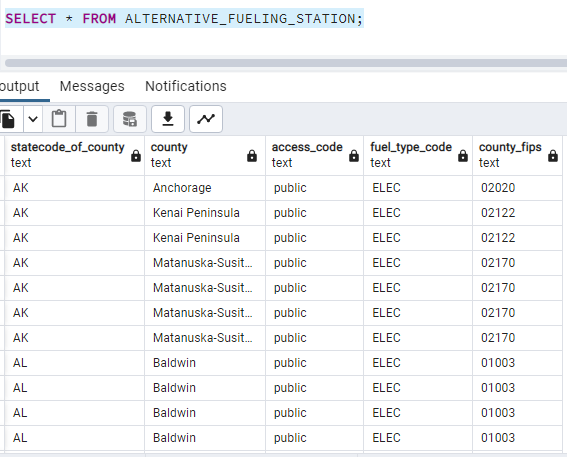 SELECT * FROM ALTERNATIVE_FUELING_STATION;
output Messages Notifications
statecode_of_county county access_code fuel_type_code county_fips
text text text text text
AK Anchorage public ELEC 02020
AK Kenai Peninsula public ELEC 02122
AK Kenai Peninsula public ELEC 02122
AK Matanuska-Susit... public ELEC 02170
AK Matanuska-Susit... public ELEC 02170
AK Matanuska-Susit... public ELEC 02170
AK Matanuska-Susit... public ELEC 02170
AL Baldwin public ELEC 01003
AL Baldwin public ELEC 01003
AL Baldwin public ELEC 01003
AL Baldwin public ELEC 01003